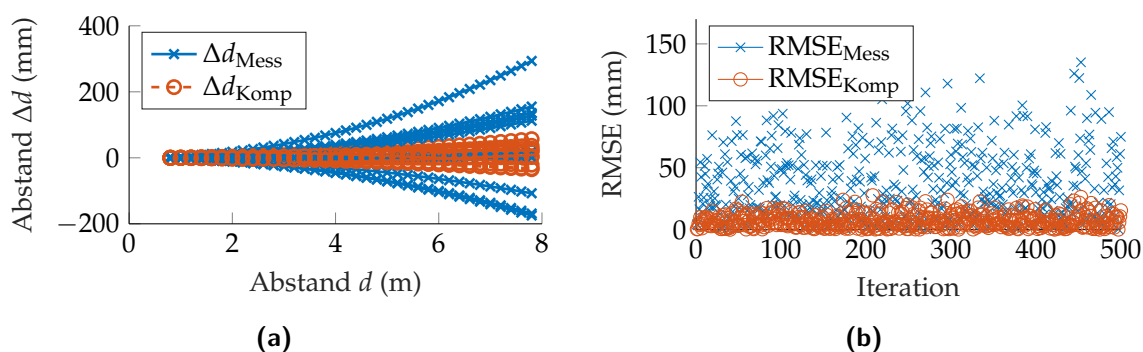 400
200
0
−200
0
2
4
6
8
Abstand Δd (mm)
Abstand d (m)
Δd_Mess
Δd_Komp
(a)
150
100
50
0
0
100
200
300
400
500
RMSE (mm)
Iteration
RMSE_Mess
RMSE_Komp
(b)